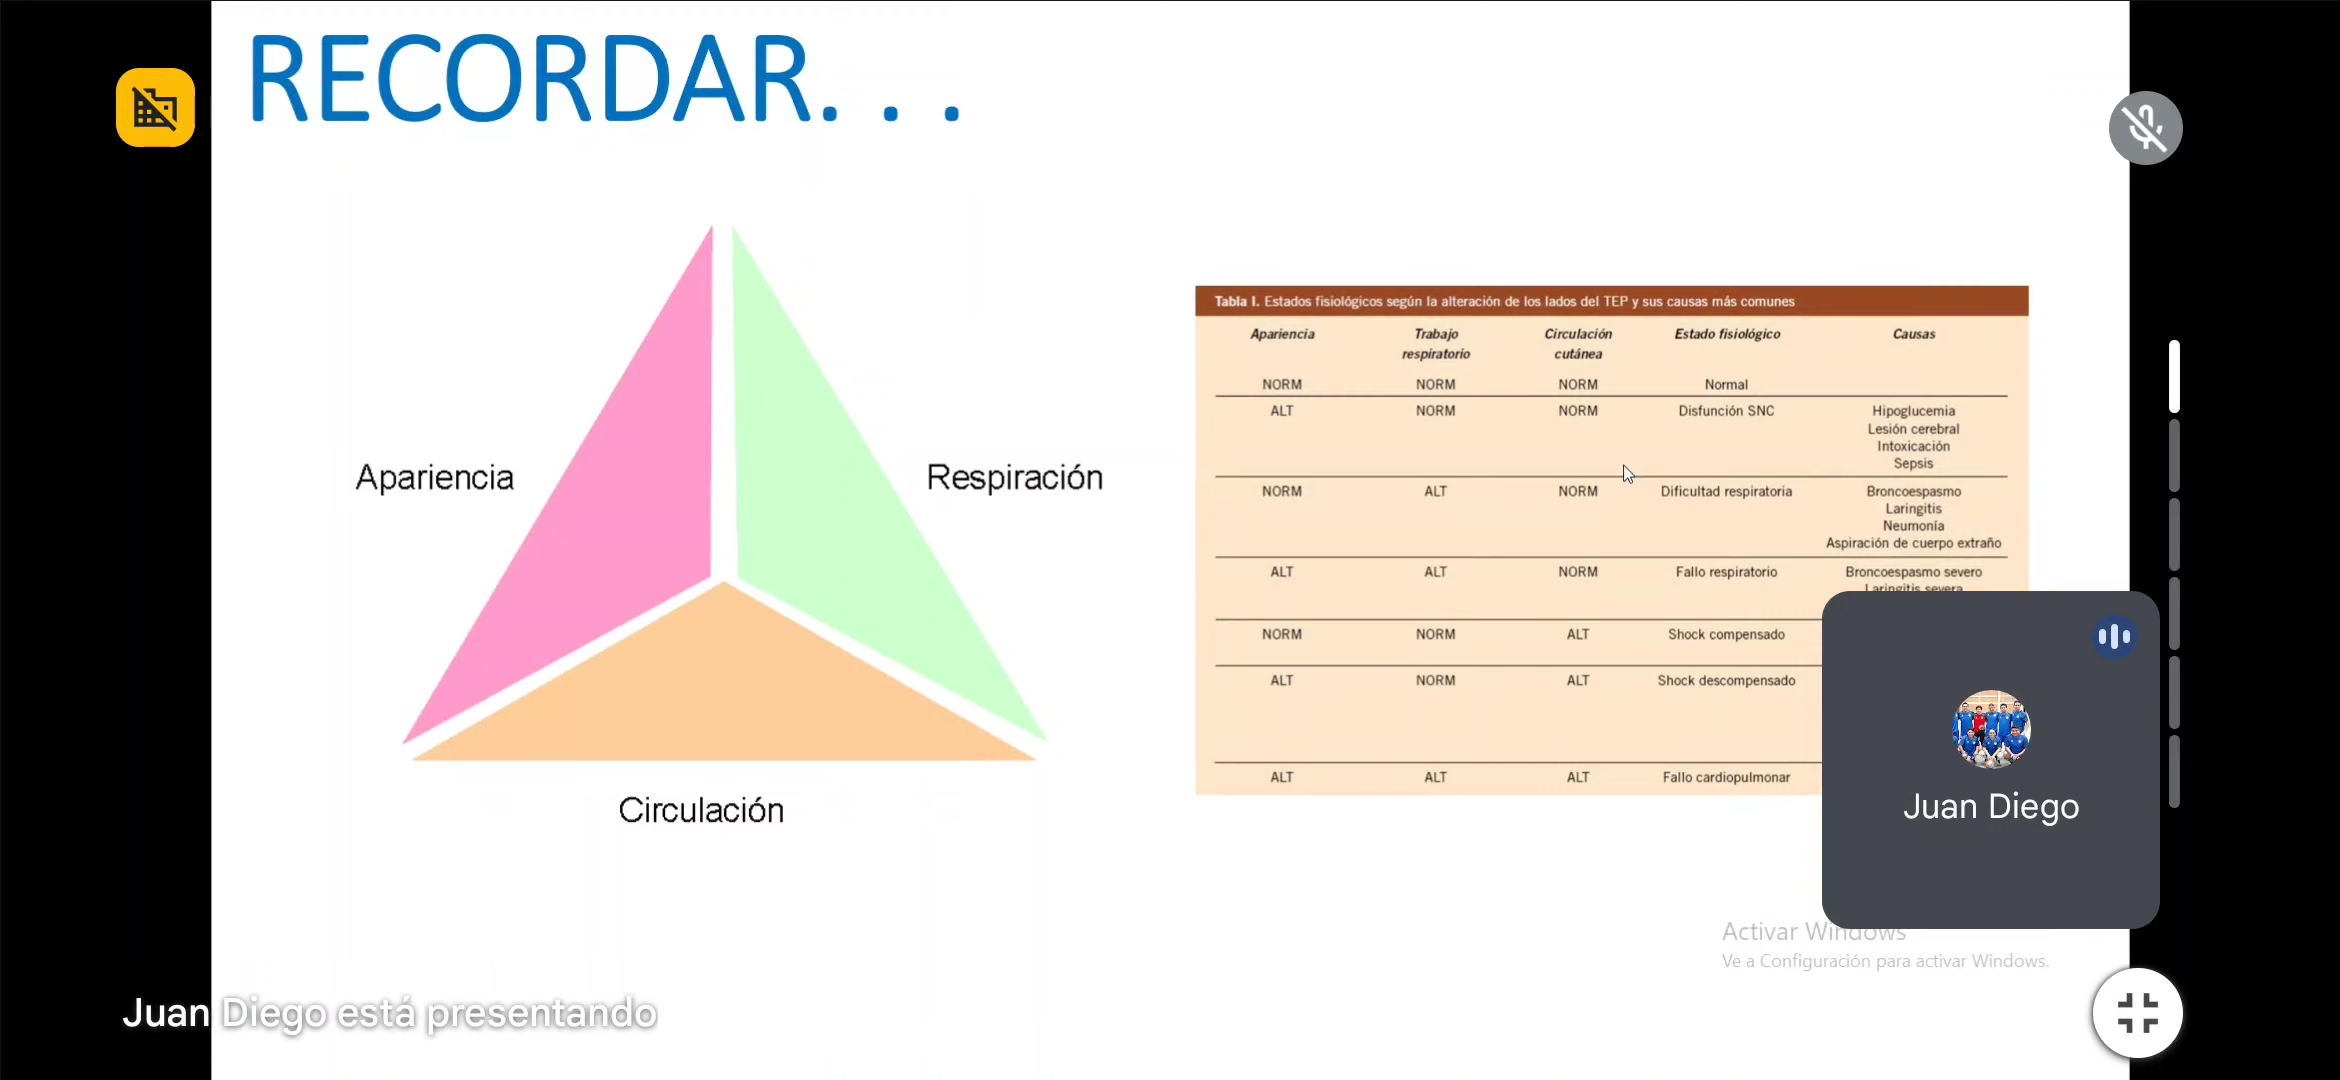 RECORDAR. . .
Apariencia
Respiración
Circulación
Tabla I. Estados fisiológicos según la alteración de los lados del TEP y sus causas más comunes
Apariencia Trabajo respiratorio Circulación cutánea Estado fisiológico Causas
NORM NORM NORM Normal
ALT NORM NORM Disfunción SNC Hipoglucemia
Lesión cerebral
Intoxicación
Sepsis
NORM ALT NORM Dificultad respiratoria Broncoespasmo
Laringitis
Neumonía
Aspiración de cuerpo extraño
ALT ALT NORM Fallo respiratorio Broncoespasmo severo
Laringitis severa
NORM NORM ALT Shock compensado
ALT NORM ALT Shock descompensado
ALT ALT ALT Fallo cardiopulmonar
Juan Diego
Activar Windows
Ve a Configuración para activar Windows.
Juan Diego está presentando